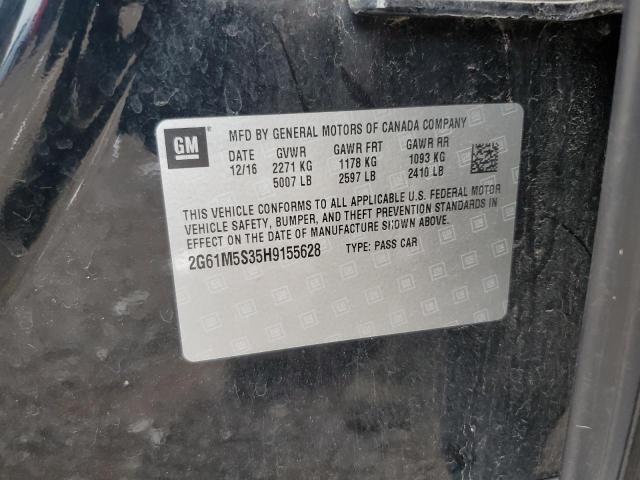 GM
MFD BY GENERAL MOTORS OF CANADA COMPANY
DATE GVWR GAWR FRT GAWR RR
12/16 2271 KG 1178 KG 1093 KG
5007 LB 2597 LB 2410 LB
THIS VEHICLE CONFORMS TO ALL APPLICABLE U.S. FEDERAL MOTOR
VEHICLE SAFETY, BUMPER, AND THEFT PREVENTION STANDARDS IN
EFFECT ON THE DATE OF MANUFACTURE SHOWN ABOVE.
2G61M5S35H9155628 TYPE: PASS CAR